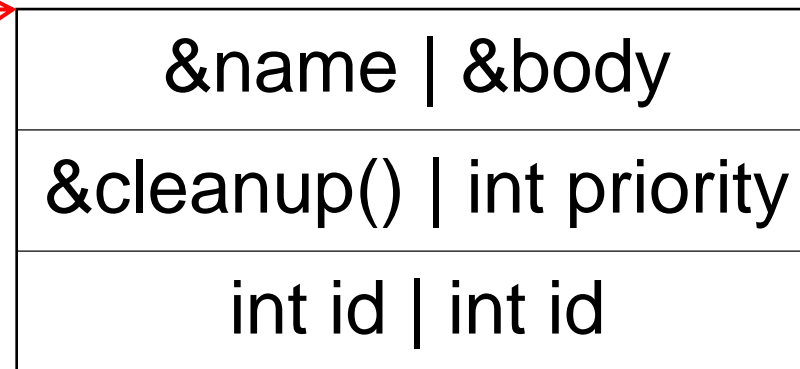 &name | &body
&cleanup() | int priority
int id | int id